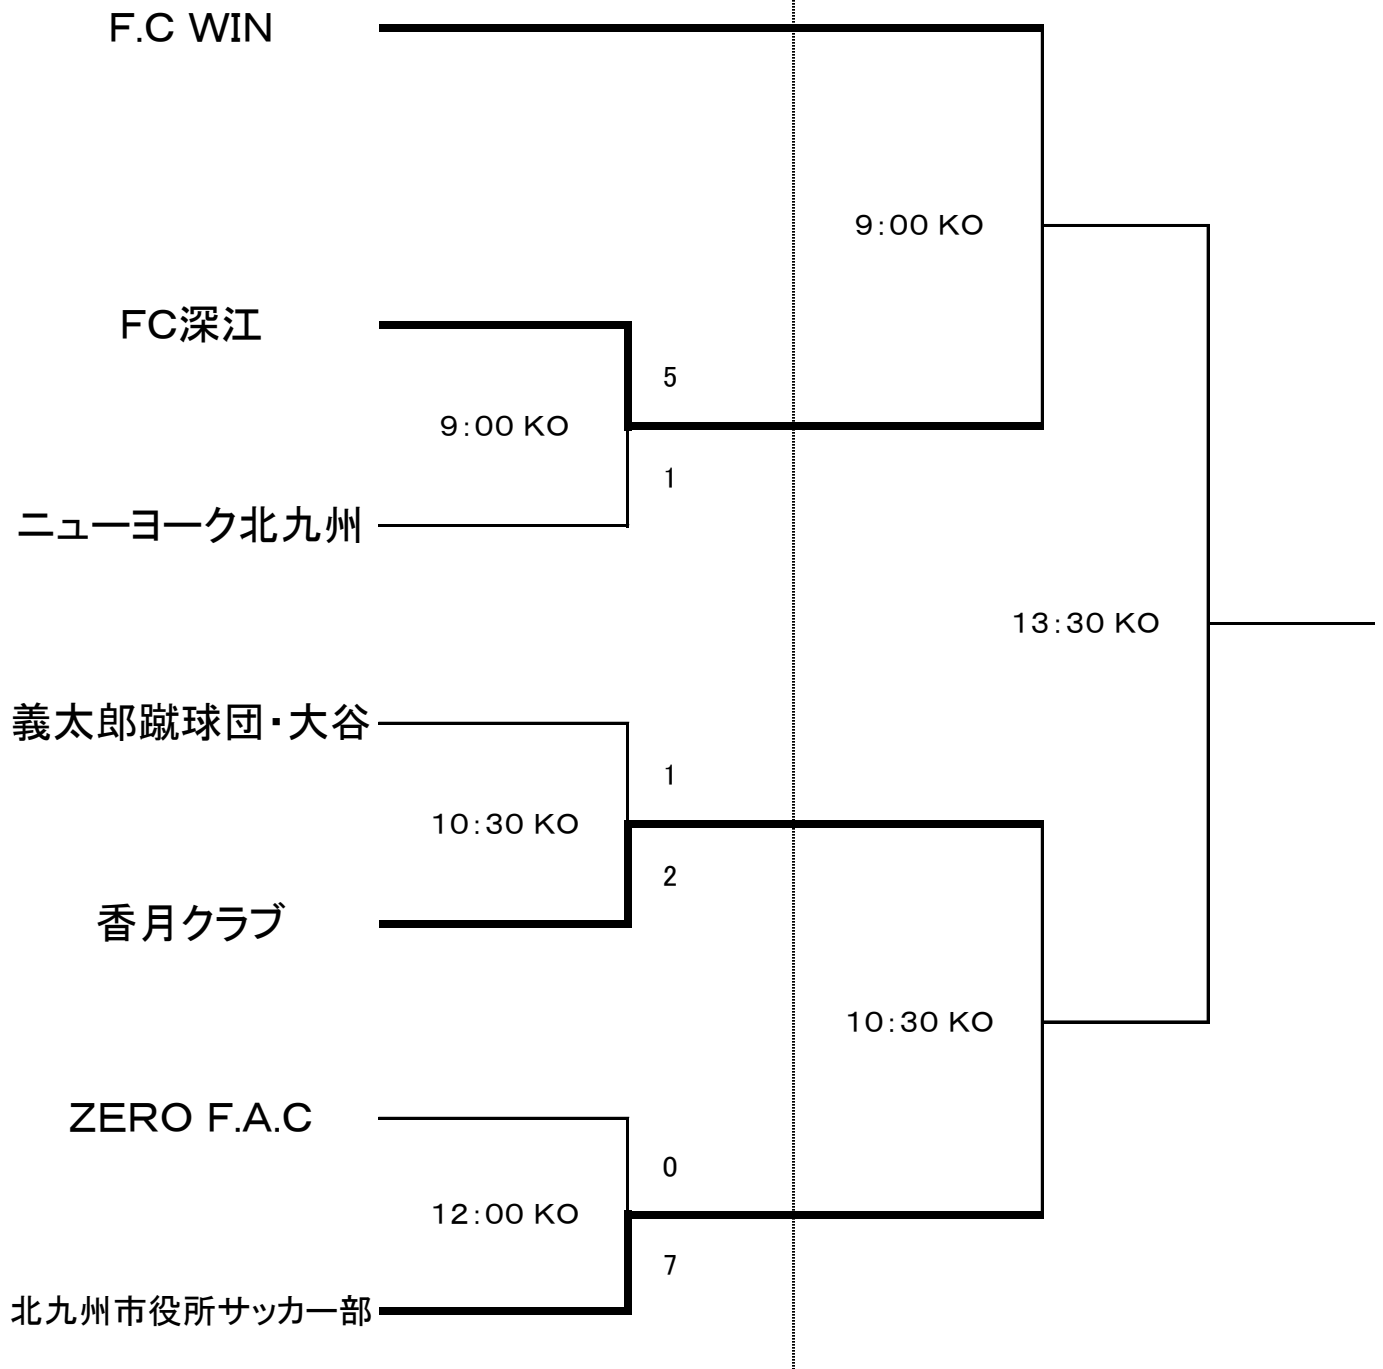 F.C WIN
9:00 KO
FC深江
5
9:00 KO
1
ニューヨーク北九州
13:30 KO
義太郎蹴球団・大谷
1
10:30 KO
2
香月クラブ
10:30 KO
ZERO F.A.C
0
12:00 KO
7
北九州市役所サッカー部